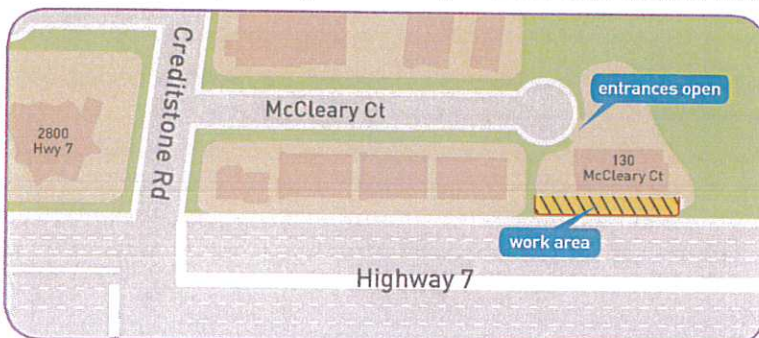 Creditstone Rd
McCleary Ct
entrances open
2800
Hwy 7
130
McCleary Ct
work area
Highway 7